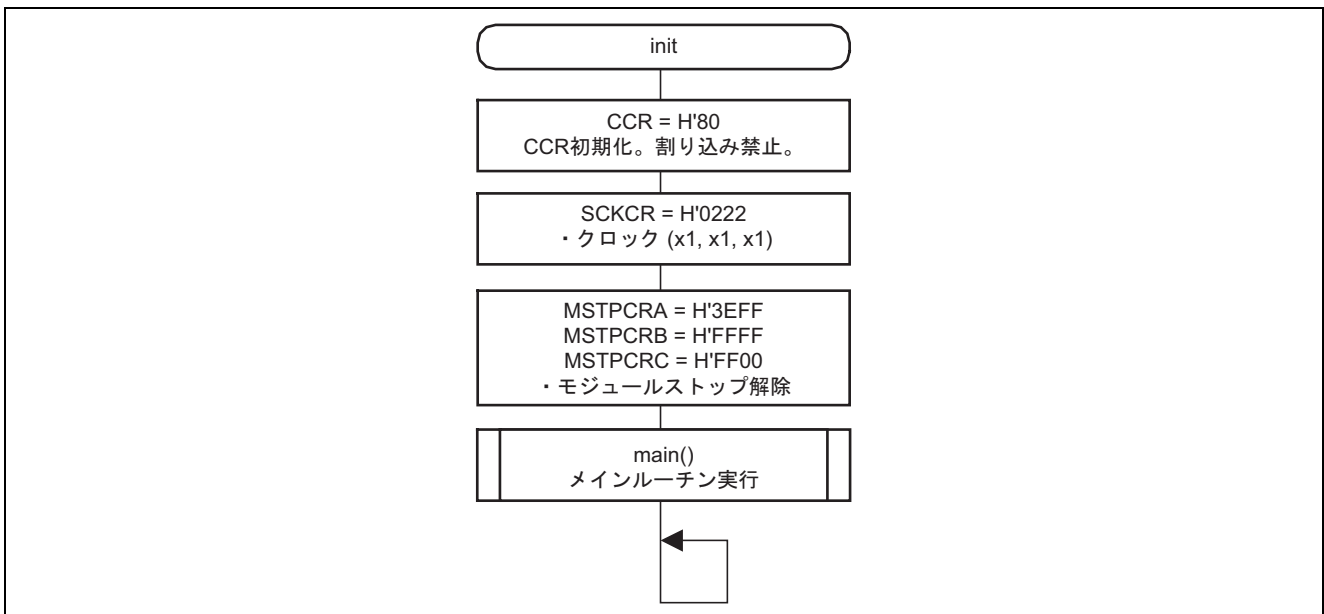 init
CCR = H'80
CCR初期化。割り込み禁止。
SCKCR = H'0222
・クロック (x1, x1, x1)
MSTPCRA = H'3EFF
MSTPCRB = H'FFFF
MSTPCRC = H'FF00
・モジュールストップ解除
main()
メインルーチン実行